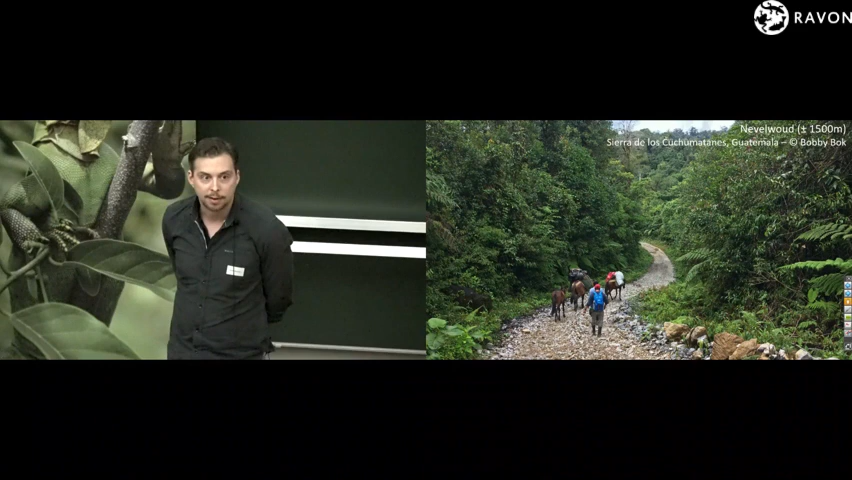 RAVON
Nevelwoud (± 1500m)
Sierra de los Cuchumatanes, Guatemala – © Bobby Bok